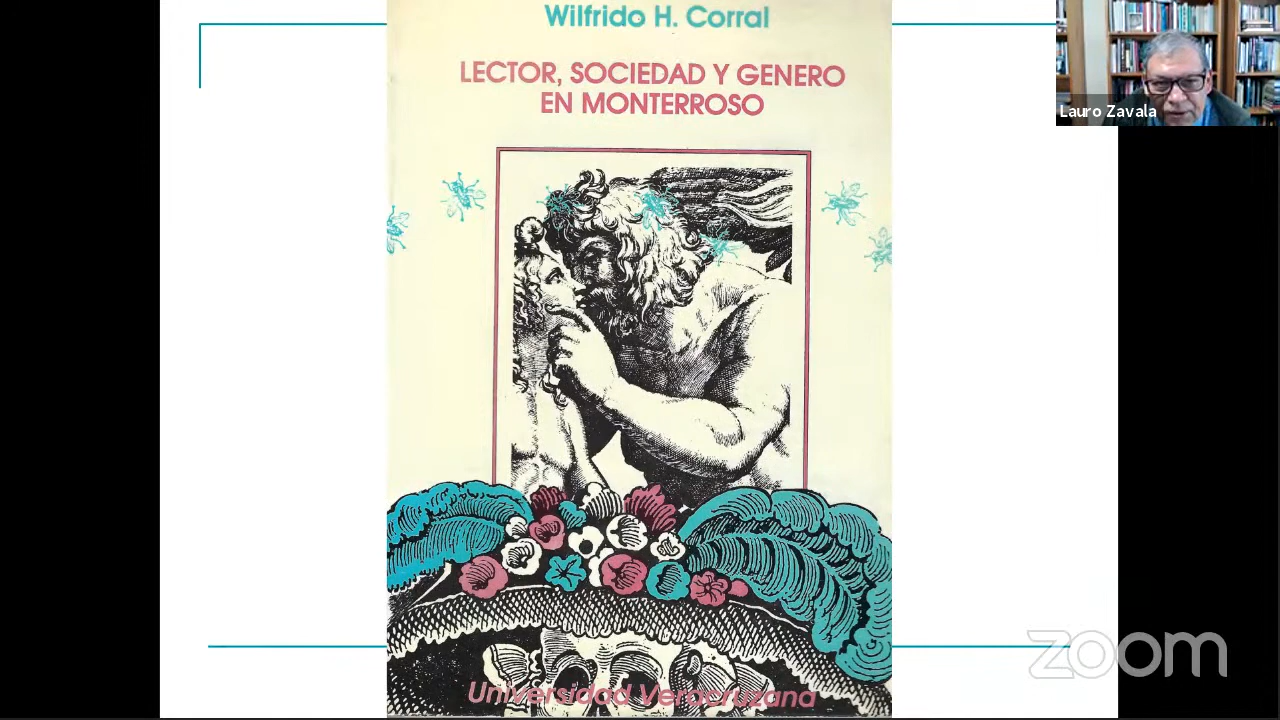 Wilfrido H. Corral
LECTOR, SOCIEDAD Y GENERO
EN MONTERROSO
Universidad Veracruzana
Lauro Zavala
zoom